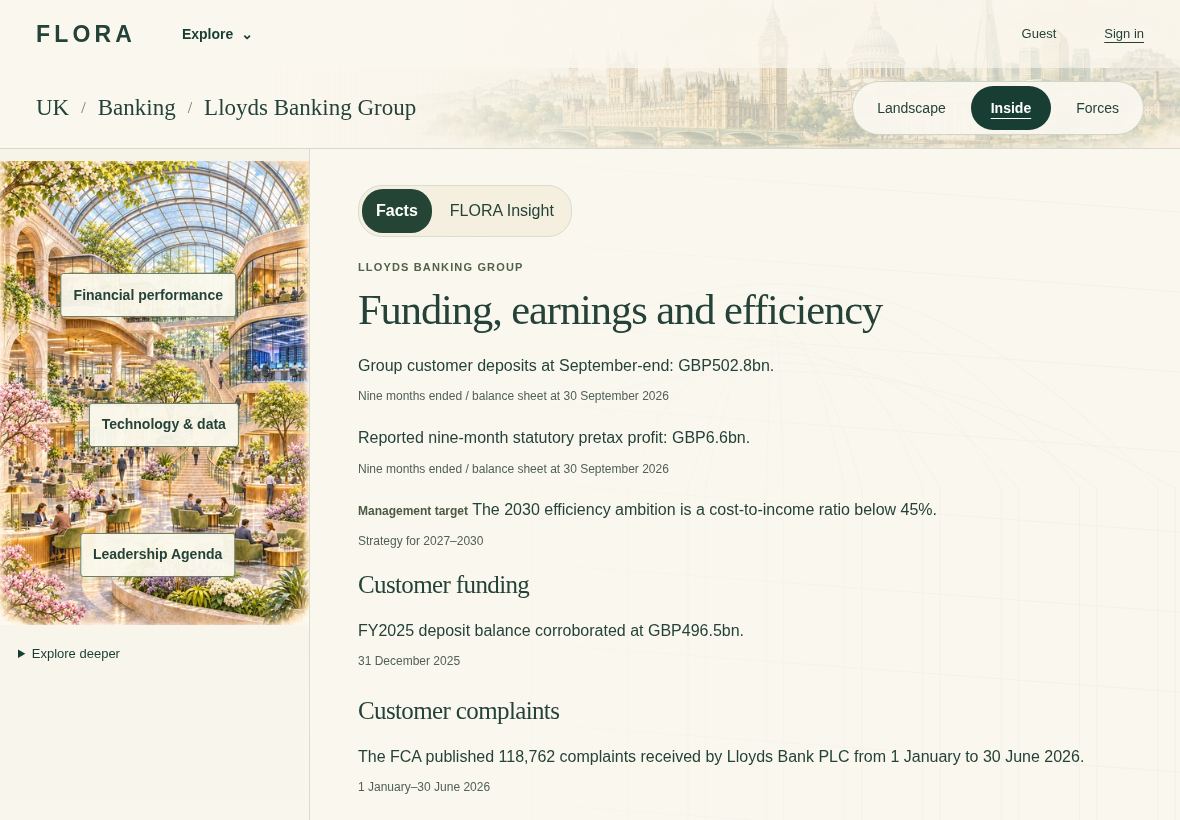 FLORA
Explore
Guest
Sign in
UK / Banking / Lloyds Banking Group
Landscape
Inside
Forces
Financial performance
Technology & data
Leadership Agenda
Explore deeper
Facts
FLORA Insight
LLOYDS BANKING GROUP
Funding, earnings and efficiency
Group customer deposits at September-end: GBP502.8bn.
Nine months ended / balance sheet at 30 September 2026
Reported nine-month statutory pretax profit: GBP6.6bn.
Nine months ended / balance sheet at 30 September 2026
Management target The 2030 efficiency ambition is a cost-to-income ratio below 45%.
Strategy for 2027–2030
Customer funding
FY2025 deposit balance corroborated at GBP496.5bn.
31 December 2025
Customer complaints
The FCA published 118,762 complaints received by Lloyds Bank PLC from 1 January to 30 June 2026.
1 January–30 June 2026